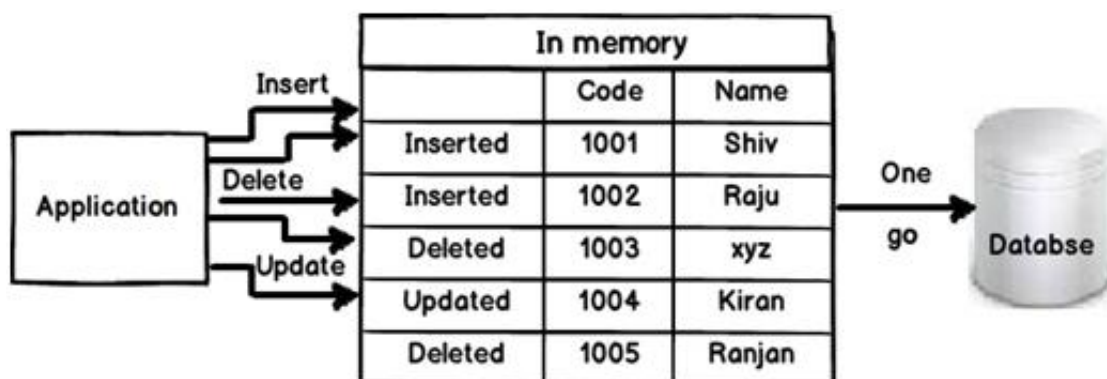 In memory
Insert
Code Name
Inserted 1001 Shiv
Delete
Inserted 1002 Raju
One
Application
go
Deleted 1003 xyz
Databse
Update
Updated 1004 Kiran
Deleted 1005 Ranjan